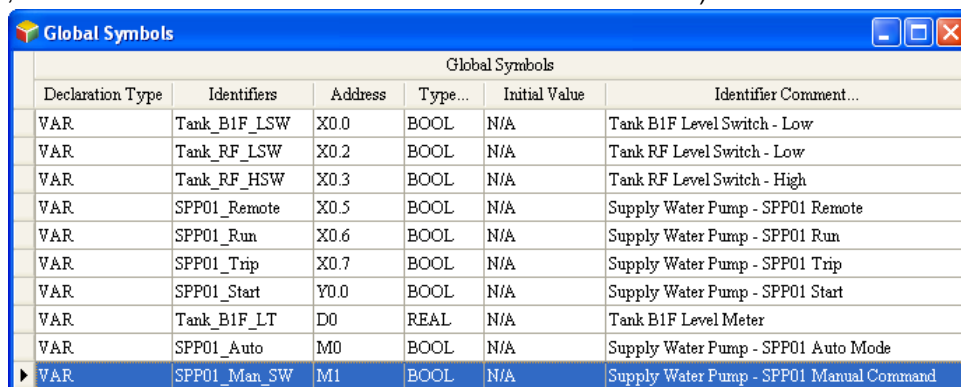 Global Symbols
Global Symbols
Declaration Type Identifiers Address Type... Initial Value Identifier Comment...
VAR Tank_B1F_LSW X0.0 BOOL N/A Tank B1F Level Switch - Low
VAR Tank_RF_LSW X0.2 BOOL N/A Tank RF Level Switch - Low
VAR Tank_RF_HSW X0.3 BOOL N/A Tank RF Level Switch - High
VAR SPP01_Remote X0.5 BOOL N/A Supply Water Pump - SPP01 Remote
VAR SPP01_Run X0.6 BOOL N/A Supply Water Pump - SPP01 Run
VAR SPP01_Trip X0.7 BOOL N/A Supply Water Pump - SPP01 Trip
VAR SPP01_Start Y0.0 BOOL N/A Supply Water Pump - SPP01 Start
VAR Tank_B1F_LT D0 REAL N/A Tank B1F Level Meter
VAR SPP01_Auto M0 BOOL N/A Supply Water Pump - SPP01 Auto Mode
VAR SPP01_Man_SW M1 BOOL N/A Supply Water Pump - SPP01 Manual Command